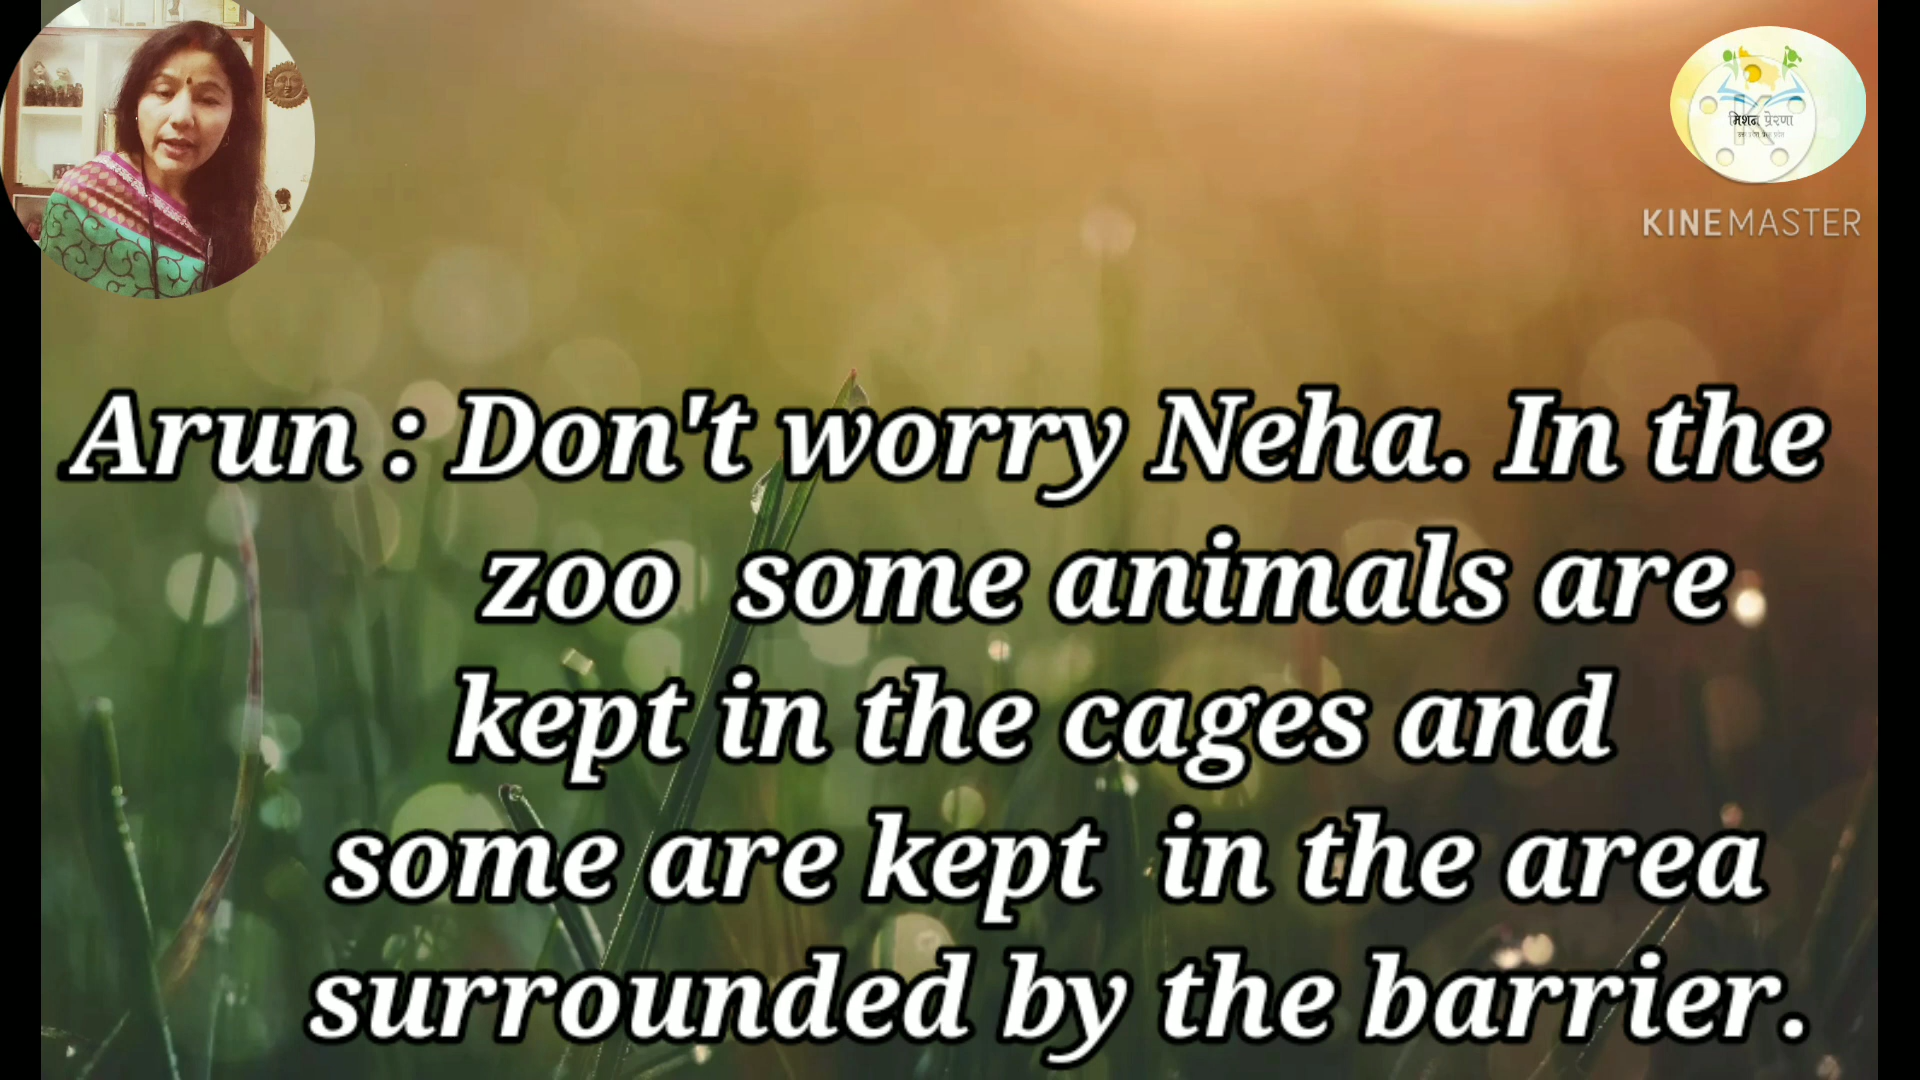 मिशन प्रेरणा
KINEMASTER
Arun : Don't worry Neha. In the
zoo some animals are
kept in the cages and
some are kept in the area
surrounded by the barrier.